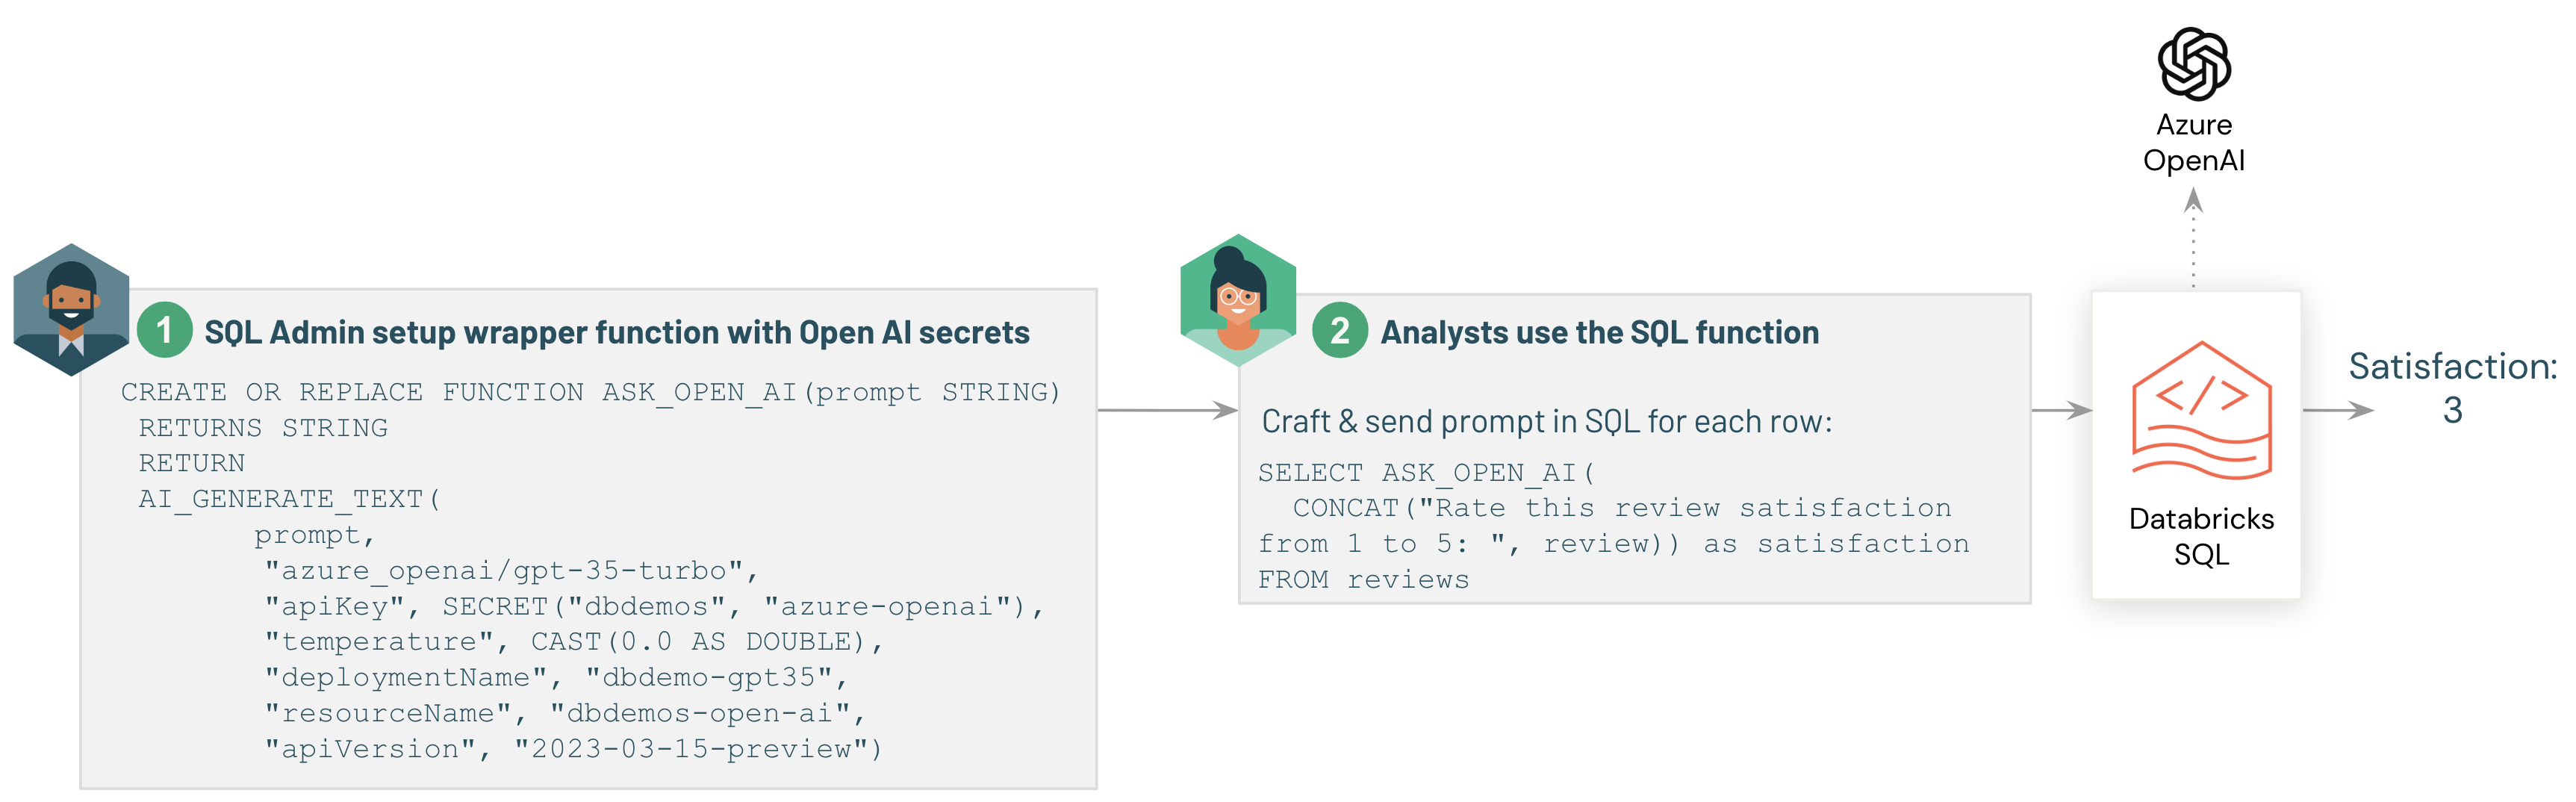 1 SQL Admin setup wrapper function with Open AI secrets
CREATE OR REPLACE FUNCTION ASK_OPEN_AI(prompt STRING)
RETURNS STRING
RETURN
AI_GENERATE_TEXT(
prompt,
"azure_openai/gpt-35-turbo",
"apiKey", SECRET("dbdemos", "azure-openai"),
"temperature", CAST(0.0 AS DOUBLE),
"deploymentName", "dbdemo-gpt35",
"resourceName", "dbdemos-open-ai",
"apiVersion", "2023-03-15-preview")
2 Analysts use the SQL function
Craft & send prompt in SQL for each row:
SELECT ASK_OPEN_AI(
CONCAT("Rate this review satisfaction
from 1 to 5: ", review)) as satisfaction
FROM reviews
Azure
OpenAI
Databricks
SQL
Satisfaction:
3